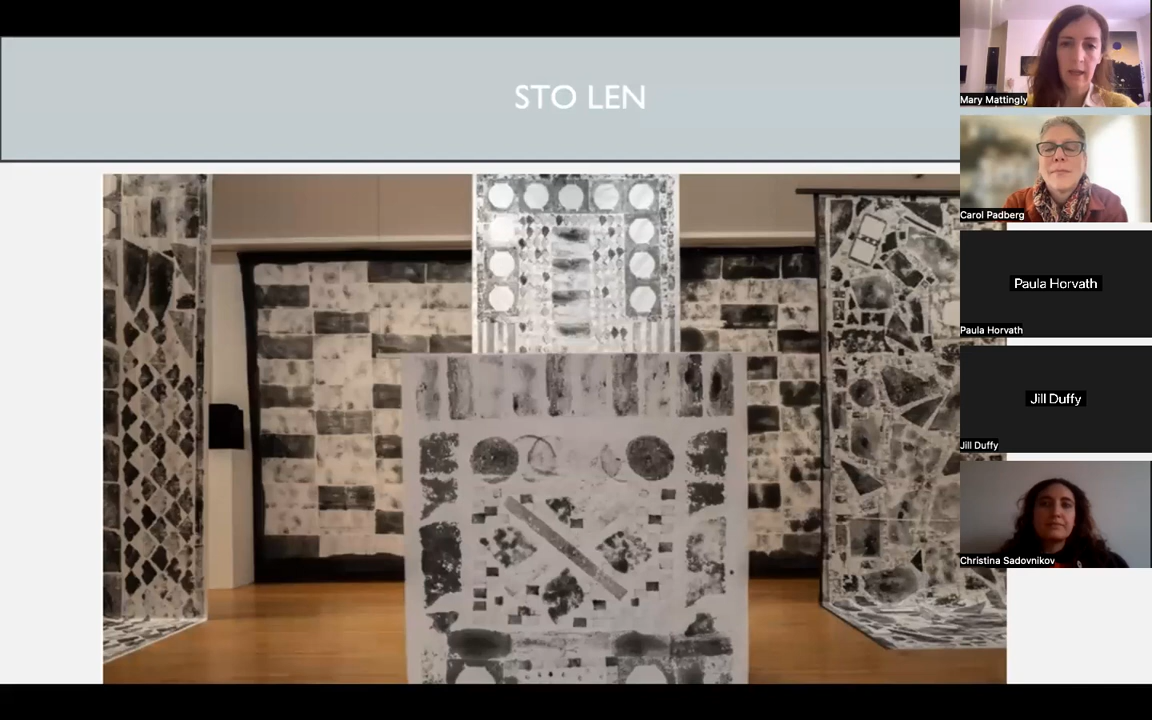 STO LEN
Mary Mattingly
Carol Padberg
Paula Horvath
Paula Horvath
Jill Duffy
Jill Duffy
Christina Sadovnikov